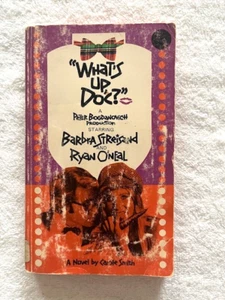 "WHAT'S
UP,
DOC?"
A
PETER BOGDANOVICH
PRODUCTION
STARRING
BARBRA STREISAND
AND
RYAN O'NEAL
A Novel by Carole Smith